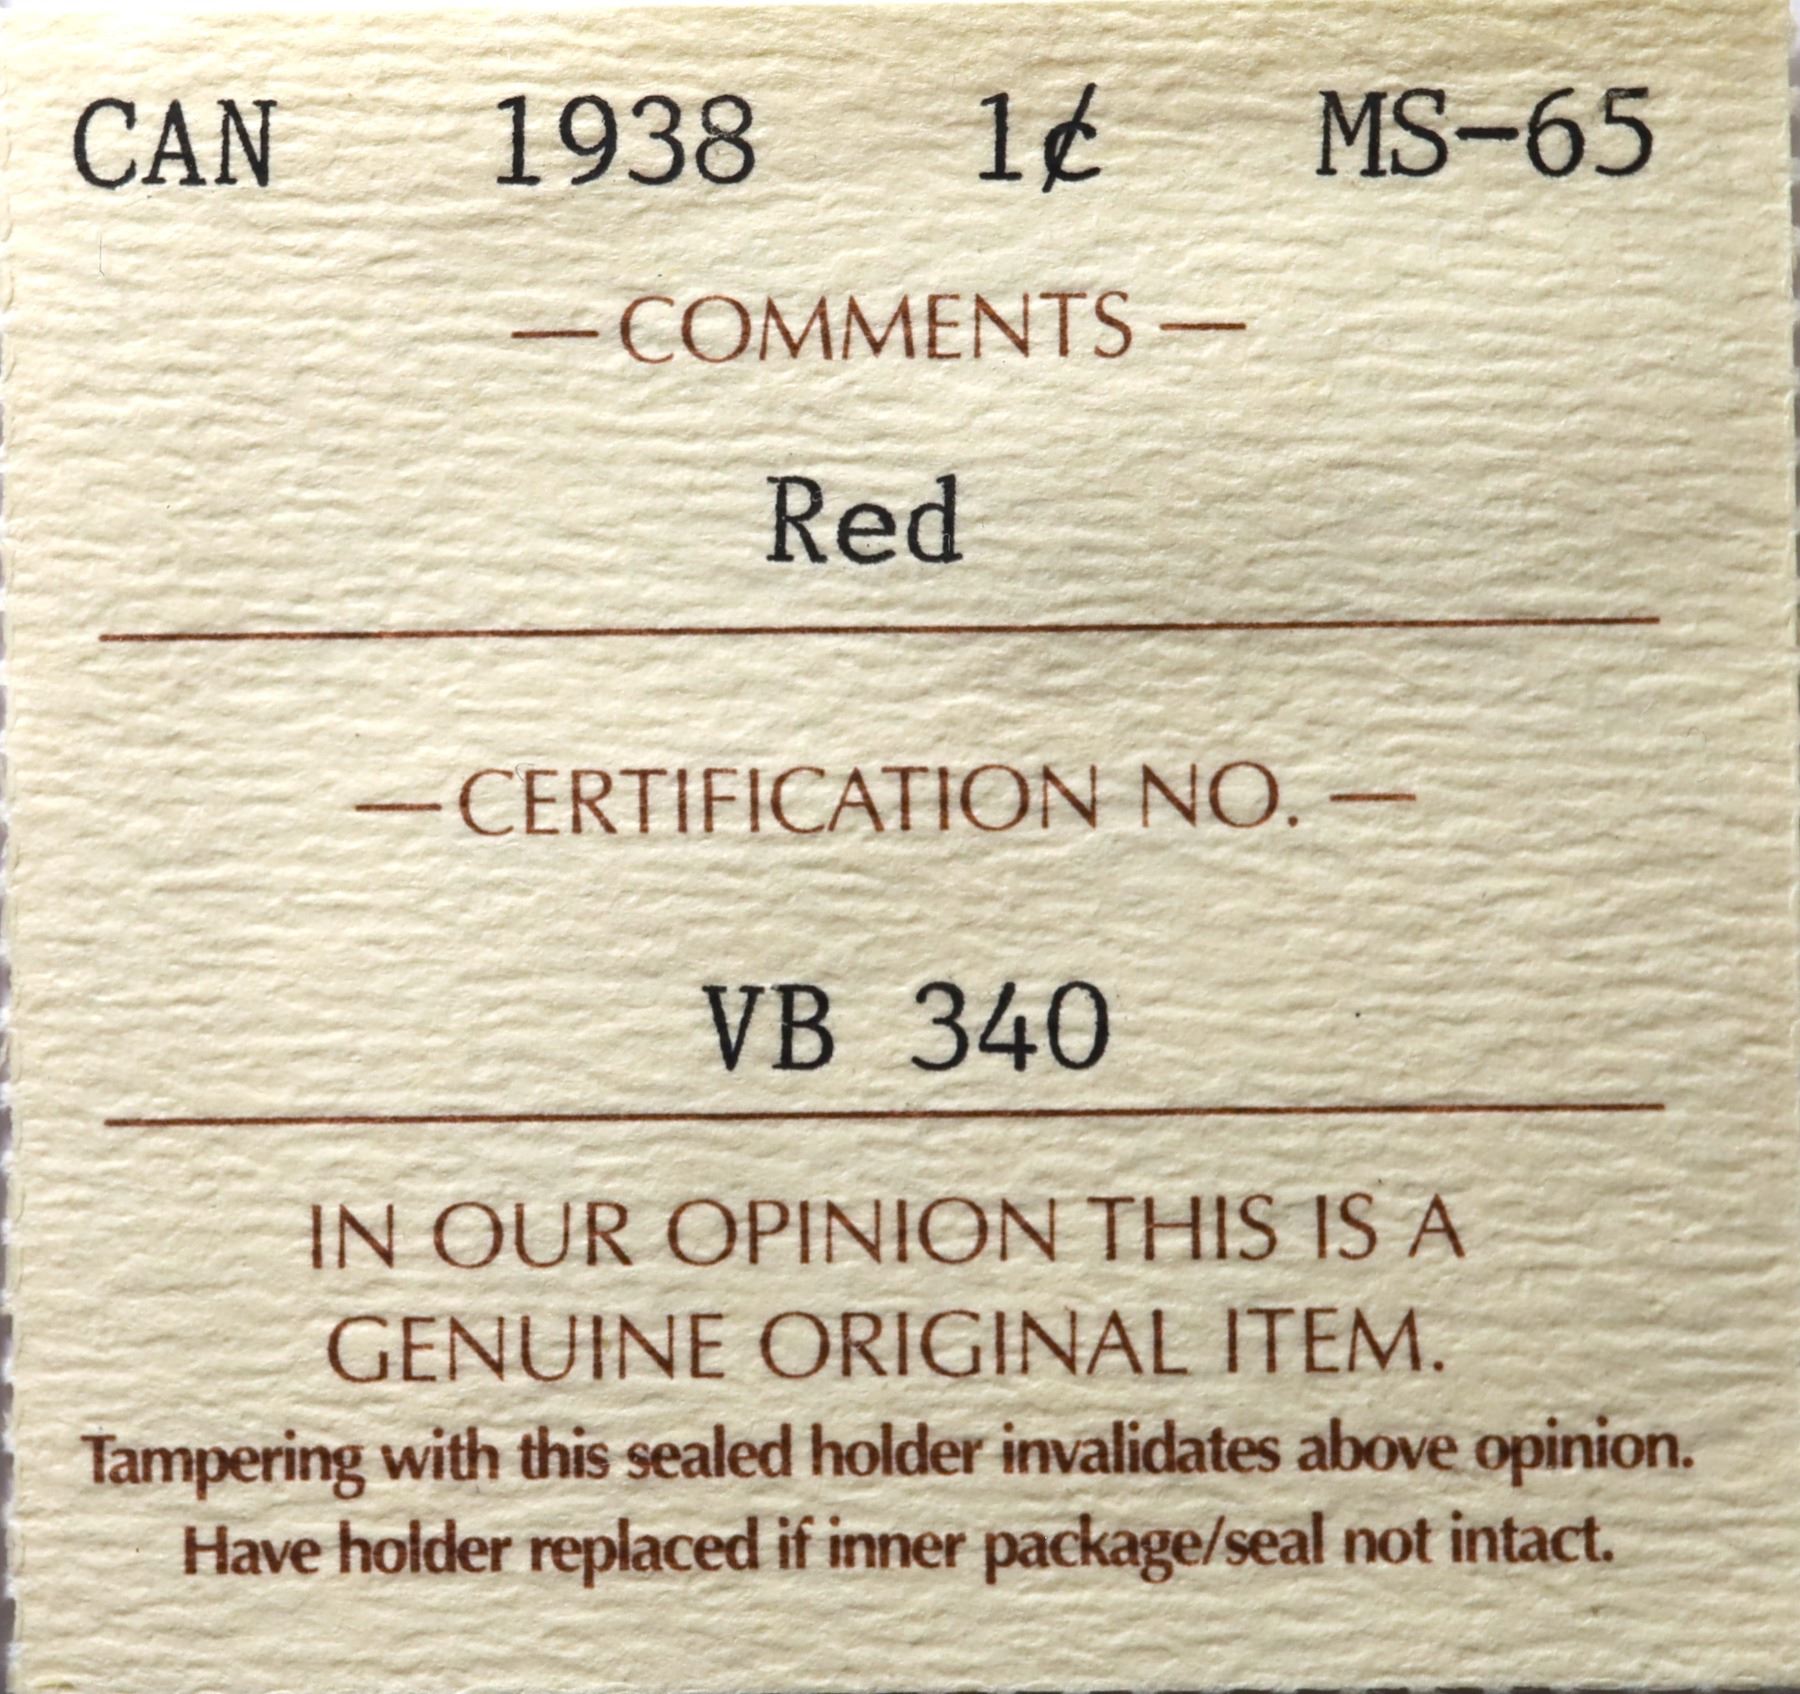 CAN 1938 1¢ MS-65
—COMMENTS—
Red
—CERTIFICATION NO.—
VB 340
IN OUR OPINION THIS IS A
GENUINE ORIGINAL ITEM.
Tampering with this sealed holder invalidates above opinion.
Have holder replaced if inner package/seal not intact.